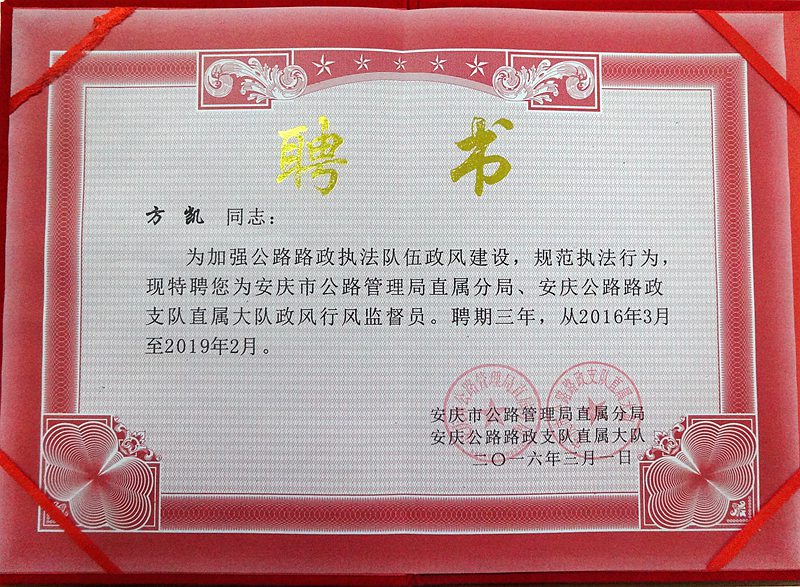 聘 书
方 凯 同志：
为加强公路路政执法队伍政风建设，规范执法行为，
现特聘您为安庆市公路管理局直属分局、安庆公路路政
支队直属大队政风行风监督员。聘期三年，从2016年3月
至2019年2月。
安庆市公路管理局直属分局
安庆公路路政支队直属大队
二〇一六年三月一日